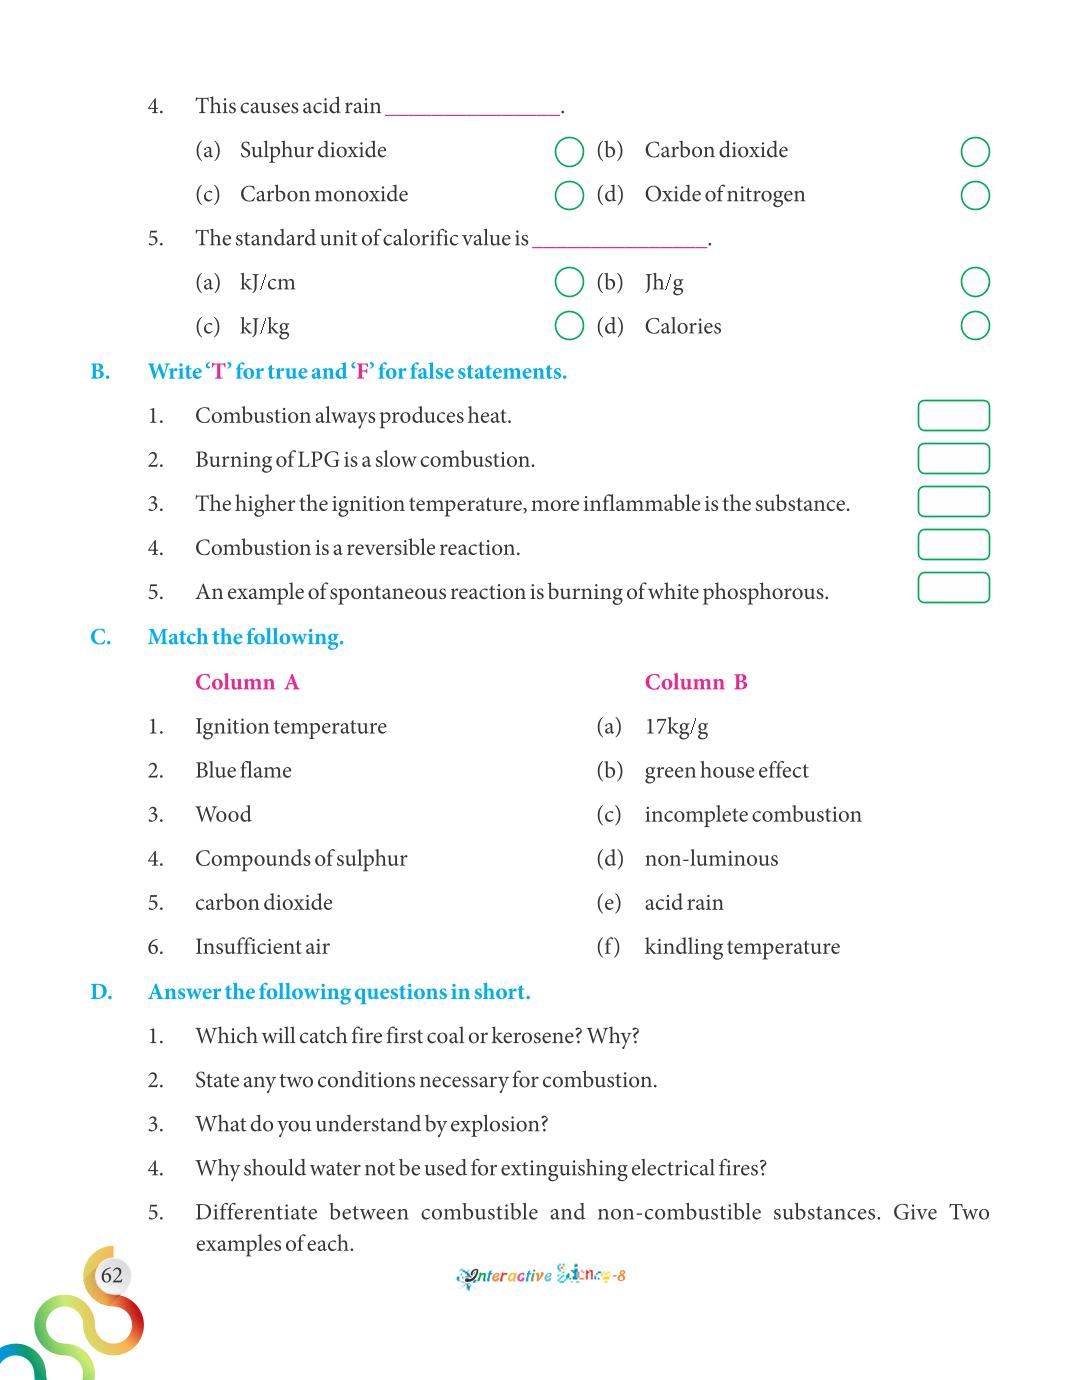 4. This causes acid rain _______________.
(a) Sulphur dioxide (b) Carbon dioxide
(c) Carbon monoxide (d) Oxide of nitrogen
5. The standard unit of calorific value is _______________.
(a) kJ/cm (b) Jh/g
(c) kJ/kg (d) Calories
B. Write ‘T’ for true and ‘F’ for false statements.
1. Combustion always produces heat.
2. Burning of LPG is a slow combustion.
3. The higher the ignition temperature, more inflammable is the substance.
4. Combustion is a reversible reaction.
5. An example of spontaneous reaction is burning of white phosphorous.
C. Match the following.
Column A Column B
1. Ignition temperature (a) 17kg/g
2. Blue flame (b) green house effect
3. Wood (c) incomplete combustion
4. Compounds of sulphur (d) non-luminous
5. carbon dioxide (e) acid rain
6. Insufficient air (f) kindling temperature
D. Answer the following questions in short.
1. Which will catch fire first coal or kerosene? Why?
2. State any two conditions necessary for combustion.
3. What do you understand by explosion?
4. Why should water not be used for extinguishing electrical fires?
5. Differentiate between combustible and non-combustible substances. Give Two
examples of each.
62 Interactive Science-8